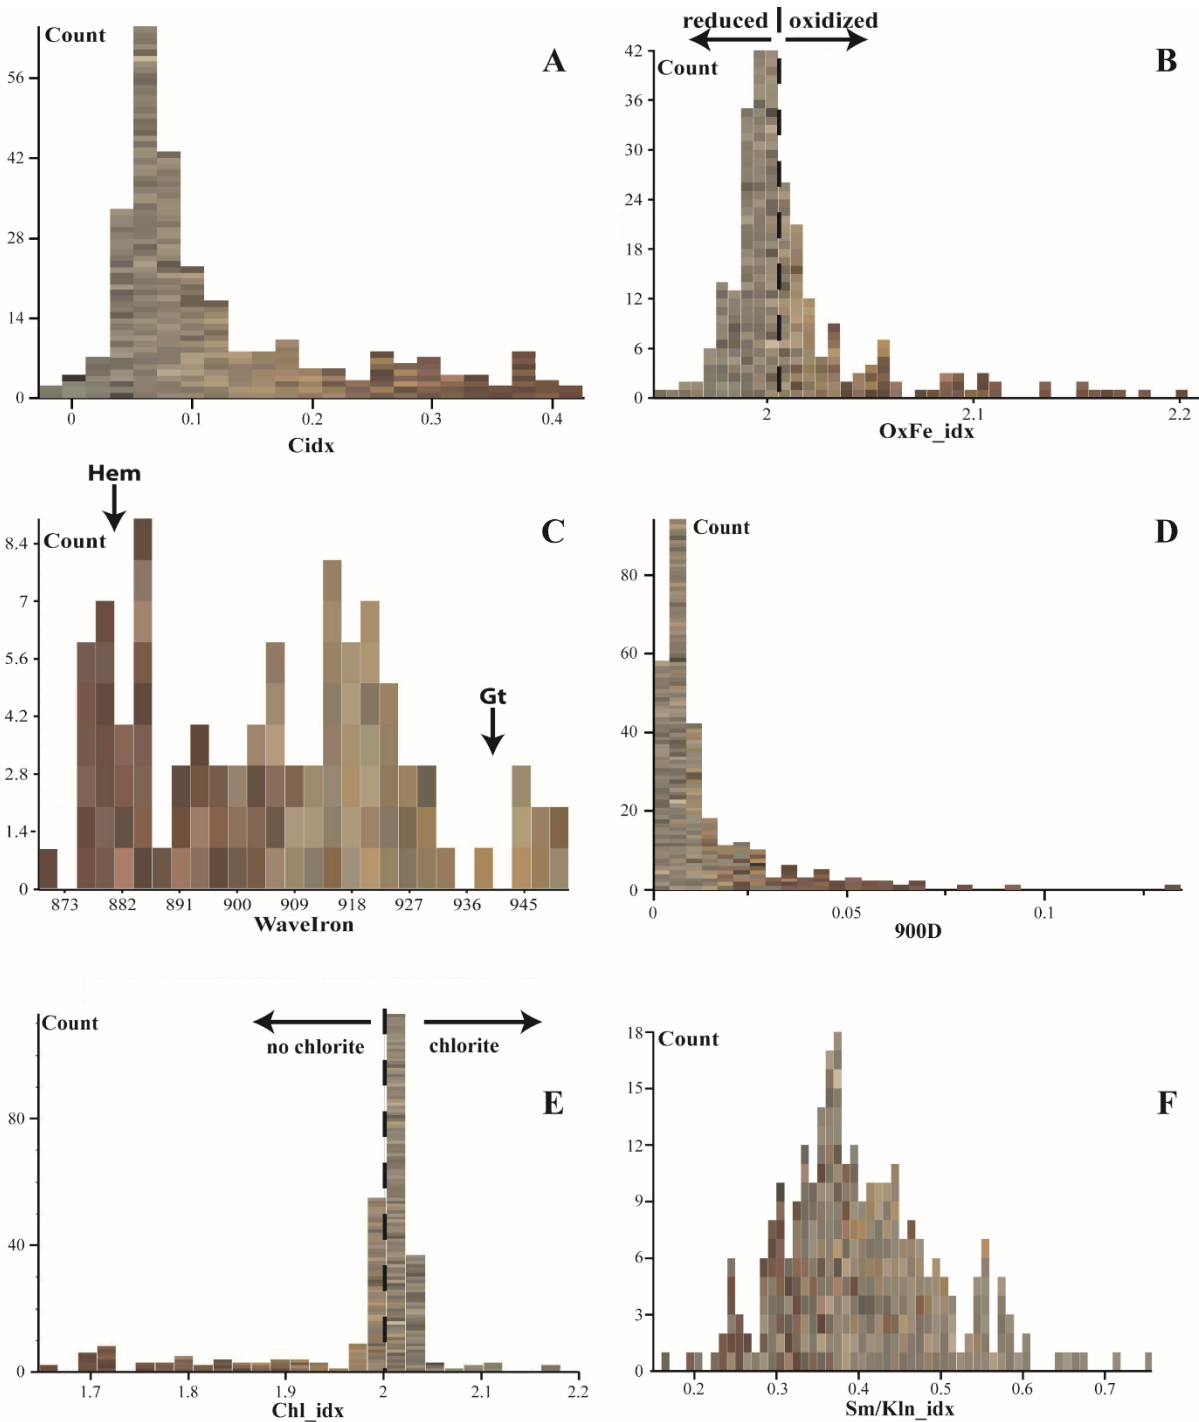 Count
A
56
42
28
14
0
0 0.1 0.2 0.3 0.4
Cidx
reduced oxidized
Count
B
42
36
30
24
18
12
6
0
2 2.1 2.2
OxFe_idx
Hem
Count
C
Gt
8.4
7
5.6
4.2
2.8
1.4
0
873 882 891 900 909 918 927 936 945
WaveIron
Count
D
80
60
40
20
0
0 0.05 0.1
900D
Count
no chlorite chlorite
E
80
40
0
1.7 1.8 1.9 2 2.1 2.2
Chl_idx
Count
F
18
15
12
9
6
3
0
0.2 0.3 0.4 0.5 0.6 0.7
Sm/Kln_idx